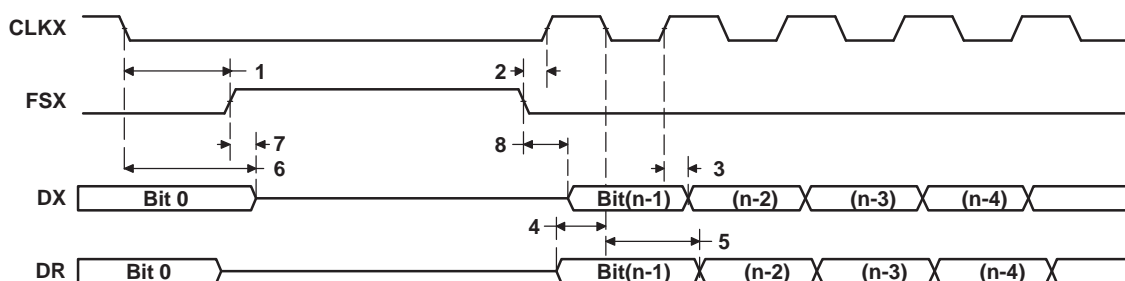 CLKX
1
2
FSX
7
8
6
3
DX Bit 0 Bit(n-1) (n-2) (n-3) (n-4)
4
5
DR Bit 0 Bit(n-1) (n-2) (n-3) (n-4)